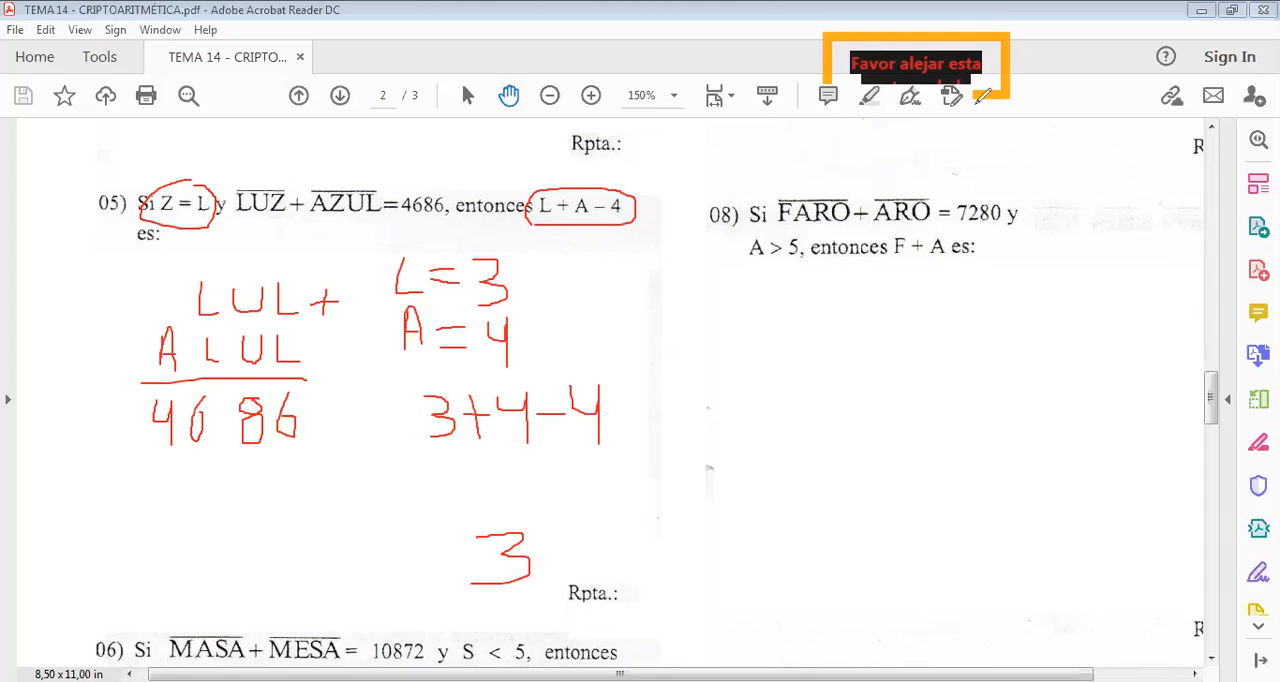 TEMA 14 - CRIPTOARITMÉTICA.pdf - Adobe Acrobat Reader DC
File Edit View Sign Window Help
Home Tools TEMA 14 - CRIPTO... × Sign In
Favor alejar esta
2 / 3 150%
Rpta.:
05) Si Z = L y LUZ + AZUL = 4686, entonces L + A – 4
es:
LUL +
A LUL
4686
L = 3
A = 4
3+4-4
3
Rpta.:
06) Si MASA + MESA = 10872 y S < 5, entonces
R
08) Si FARO + ARO = 7280 y
A > 5, entonces F + A es:
R
8,50 x 11,00 in